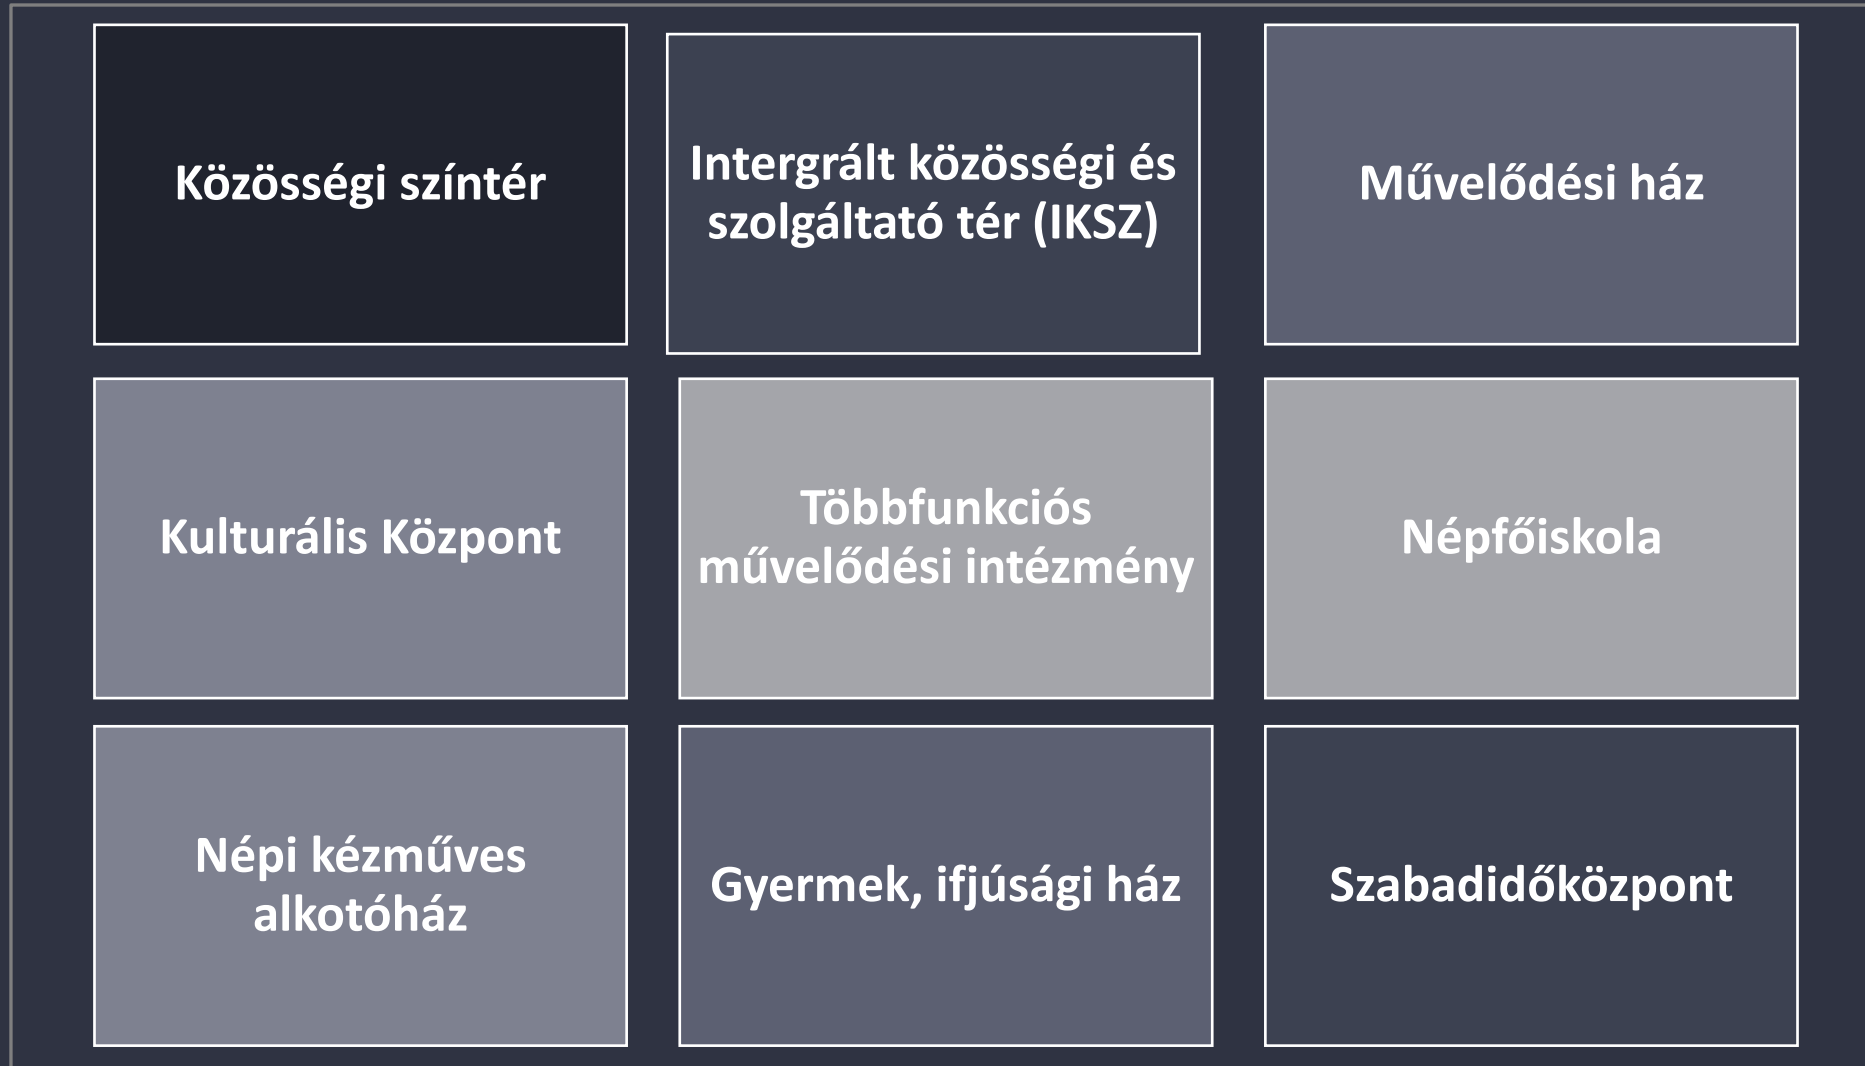 Közösségi színtér
Intergrált közösségi és
szolgáltató tér (IKSZ)
Művelődési ház
Kulturális Központ
Többfunkciós
művelődési intézmény
Népfőiskola
Népi kézműves
alkotóház
Gyermek, ifjúsági ház
Szabadidőközpont